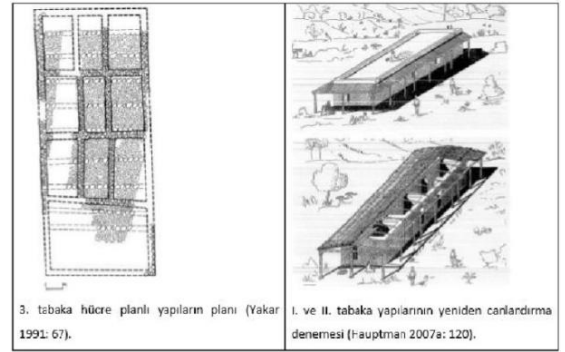 3. tabaka hücre planlı yapıların planı (Yakar
1991: 67).
I. ve II. tabaka yapılarının yeniden canlandırma
denemesi (Hauptman 2007a: 120).